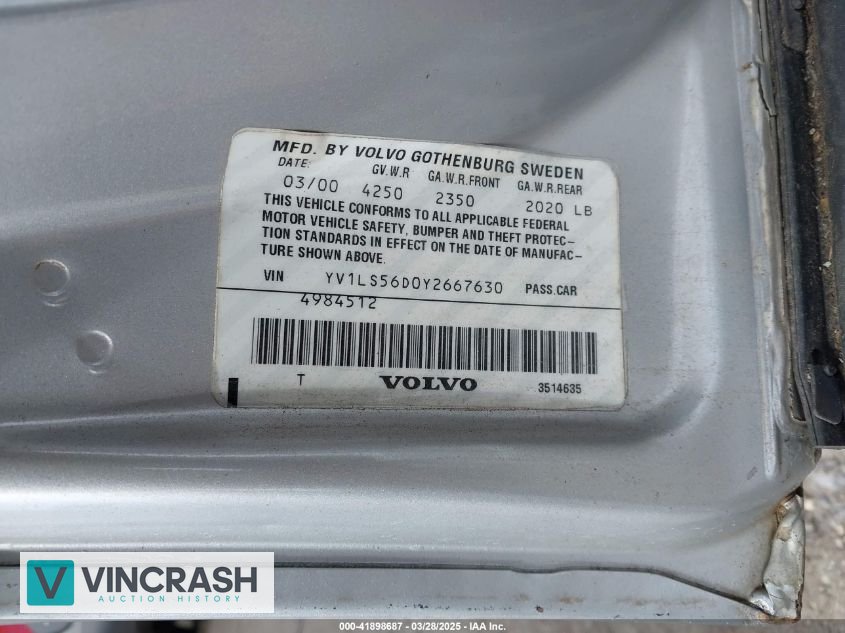 MFD. BY VOLVO GOTHENBURG SWEDEN
DATE: GV.W.R GA.W.R.FRONT GA.W.R.REAR
03/00 4250 2350 2020 LB
THIS VEHICLE CONFORMS TO ALL APPLICABLE FEDERAL
MOTOR VEHICLE SAFETY, BUMPER AND THEFT PROTEC-
TION STANDARDS IN EFFECT ON THE DATE OF MANUFAC-
TURE SHOWN ABOVE.
VIN YV1LS56D0Y2667630 PASS.CAR
4984512
T VOLVO 3514635
VINCRASH
AUCTION HISTORY
000-41898687 - 03/28/2025 - IAA Inc.